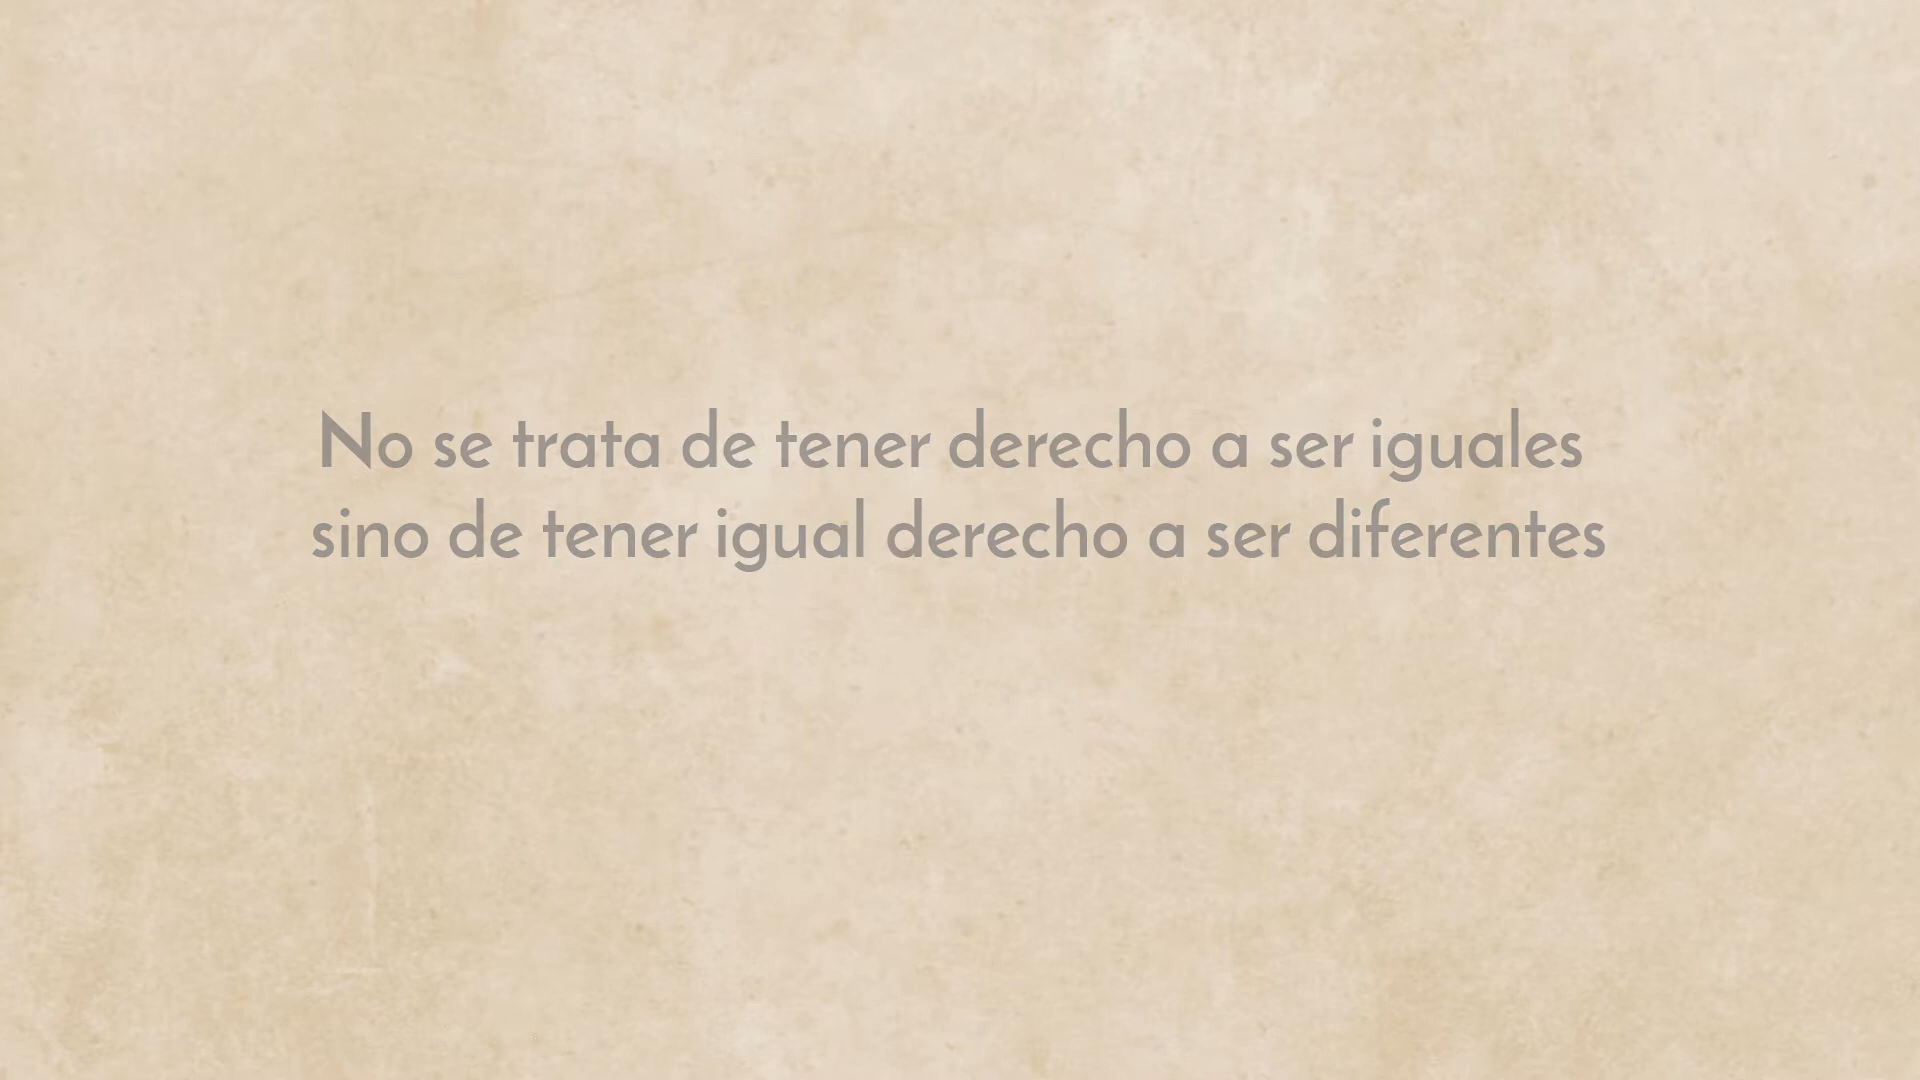 No se trata de tener derecho a ser iguales
sino de tener igual derecho a ser diferentes